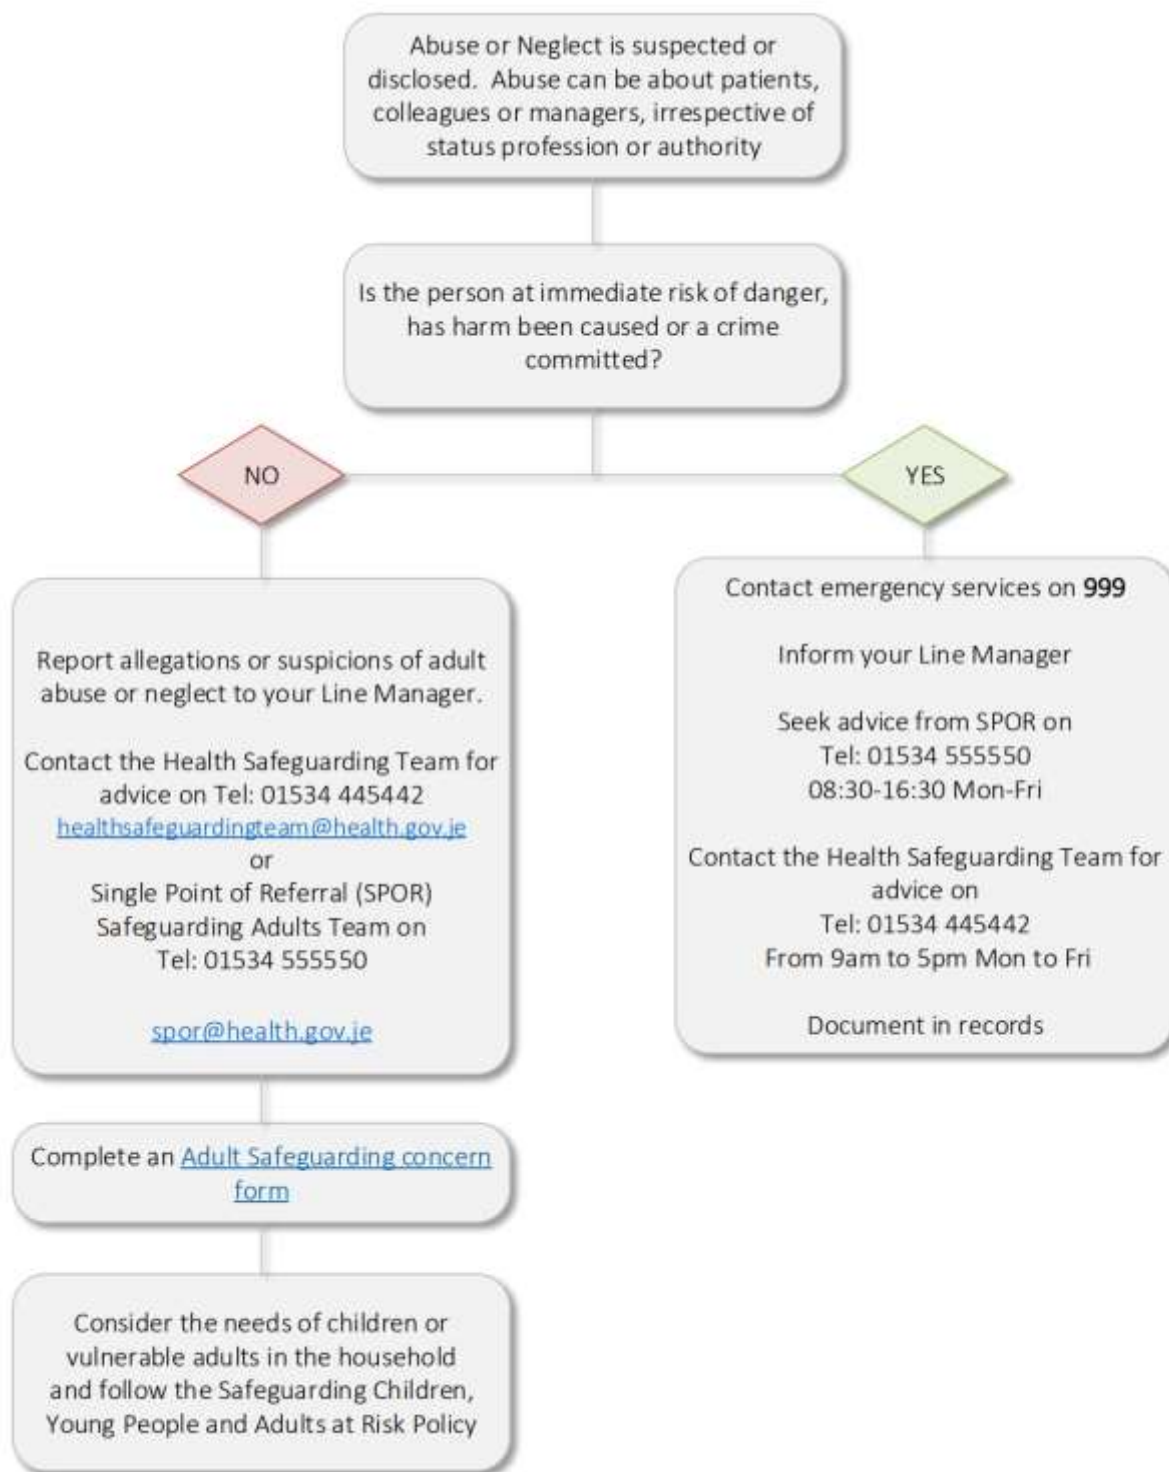 Abuse or Neglect is suspected or
disclosed.  Abuse can be about patients,
colleagues or managers, irrespective of
status profession or authority
Is the person at immediate risk of danger,
has harm been caused or a crime
committed?
NO
YES
Report allegations or suspicions of adult
abuse or neglect to your Line Manager.
Contact the Health Safeguarding Team for
advice on Tel: 01534 445442
healthsafeguardingteam@health.gov.je
or
Single Point of Referral (SPOR)
Safeguarding Adults Team on
Tel: 01534 555550
spor@health.gov.je
Complete an Adult Safeguarding concern
form
Consider the needs of children or
vulnerable adults in the household
and follow the Safeguarding Children,
Young People and Adults at Risk Policy
Contact emergency services on 999
Inform your Line Manager
Seek advice from SPOR on
Tel: 01534 555550
08:30-16:30 Mon-Fri
Contact the Health Safeguarding Team for
advice on
Tel: 01534 445442
From 9am to 5pm Mon to Fri
Document in records